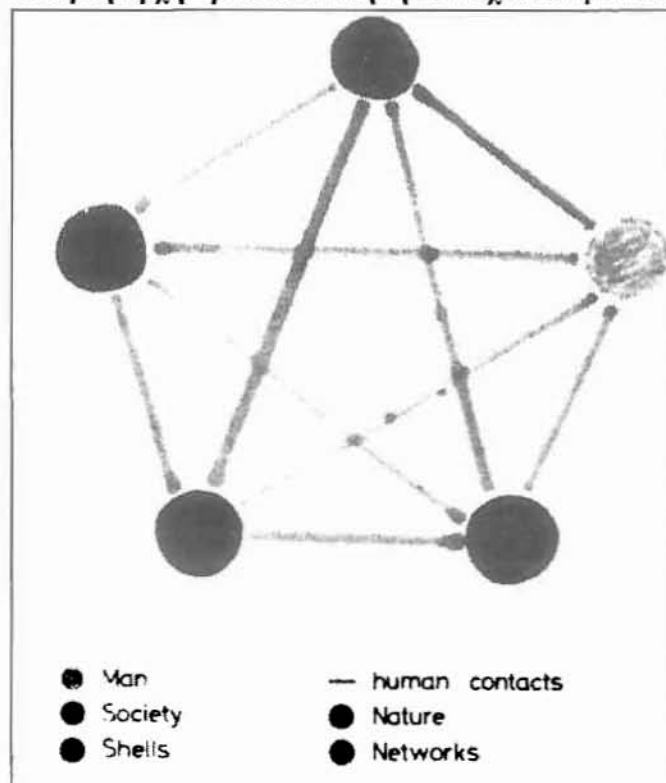 Man
Society
Shells
human contacts
Nature
Networks